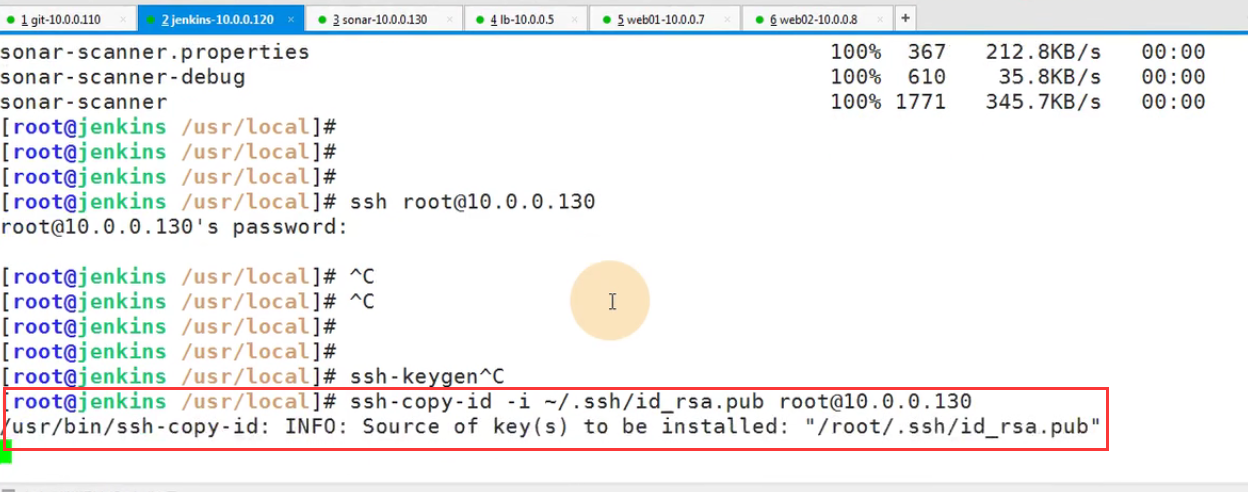 1 git-10.0.0.110 × 2 jenkins-10.0.0.120 × 3 sonar-10.0.0.130 × 4 lb-10.0.0.5 × 5 web01-10.0.0.7 × 6 web02-10.0.0.8 × +
sonar-scanner.properties 100% 367 212.8KB/s 00:00
sonar-scanner-debug 100% 610 35.8KB/s 00:00
sonar-scanner 100% 1771 345.7KB/s 00:00
[root@jenkins /usr/local]#
[root@jenkins /usr/local]#
[root@jenkins /usr/local]#
[root@jenkins /usr/local]# ssh root@10.0.0.130
root@10.0.0.130's password:
[root@jenkins /usr/local]# ^C
[root@jenkins /usr/local]# ^C
[root@jenkins /usr/local]#
[root@jenkins /usr/local]#
[root@jenkins /usr/local]# ssh-keygen^C
[root@jenkins /usr/local]# ssh-copy-id -i ~/.ssh/id_rsa.pub root@10.0.0.130
/usr/bin/ssh-copy-id: INFO: Source of key(s) to be installed: "/root/.ssh/id_rsa.pub"